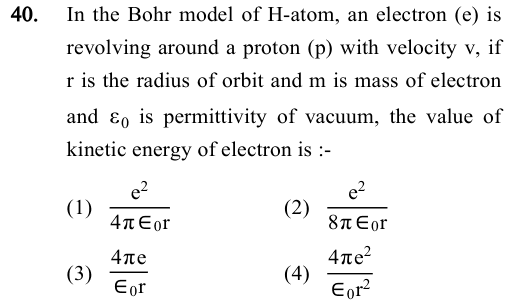 40. In the Bohr model of H-atom, an electron (e) is
revolving around a proton (p) with velocity v, if
r is the radius of orbit and m is mass of electron
and ε₀ is permittivity of vacuum, the value of
kinetic energy of electron is :-
(1) e²/4π∈₀r (2) e²/8π∈₀r
(3) 4πe/∈₀r (4) 4πe²/∈₀r²